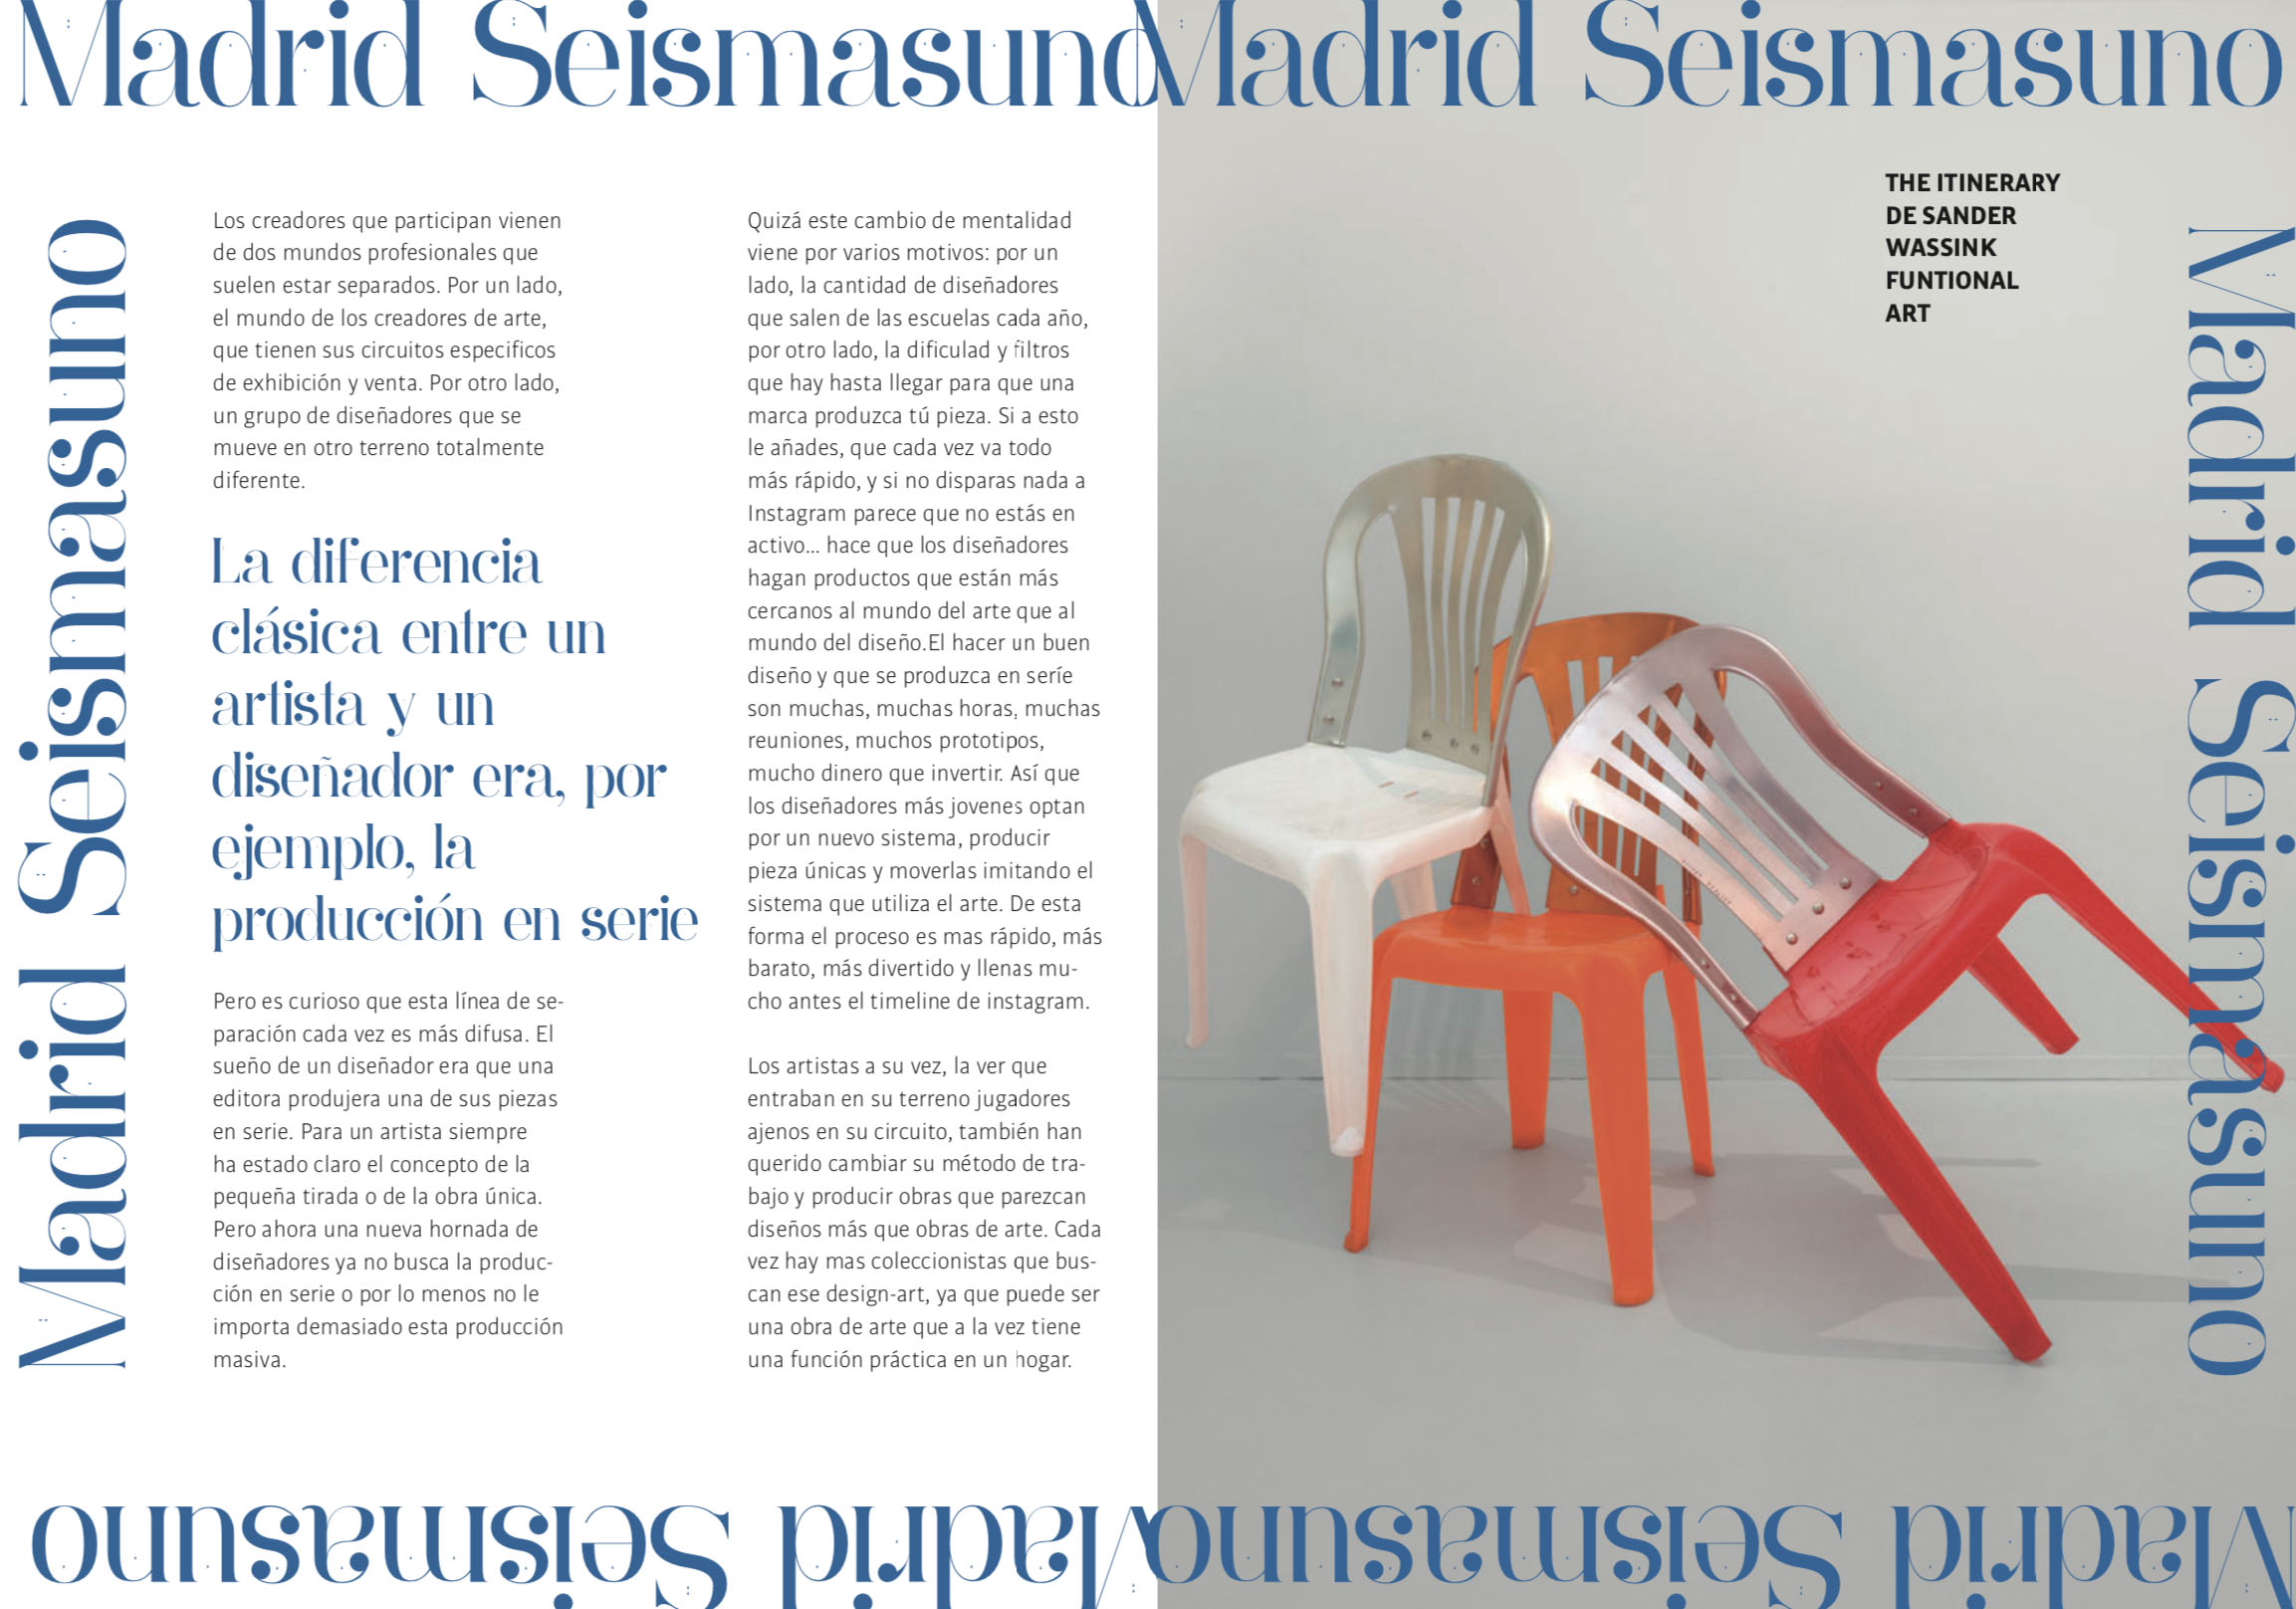 Madrid Seismasuno
Madrid Seismasuno
Madrid Seismasuno
Los creadores que participan vienen
de dos mundos profesionales que
suelen estar separados. Por un lado,
el mundo de los creadores de arte,
que tienen sus circuitos especificos
de exhibición y venta. Por otro lado,
un grupo de diseñadores que se
mueve en otro terreno totalmente
diferente.
La diferencia
clásica entre un
artista y un
diseñador era, por
ejemplo, la
producción en serie
Pero es curioso que esta línea de se-
paración cada vez es más difusa. El
sueño de un diseñador era que una
editora produjera una de sus piezas
en serie. Para un artista siempre
ha estado claro el concepto de la
pequeña tirada o de la obra única.
Pero ahora una nueva hornada de
diseñadores ya no busca la produc-
ción en serie o por lo menos no le
importa demasiado esta producción
masiva.
Quizá este cambio de mentalidad
viene por varios motivos: por un
lado, la cantidad de diseñadores
que salen de las escuelas cada año,
por otro lado, la dificulad y filtros
que hay hasta llegar para que una
marca produzca tú pieza. Si a esto
le añades, que cada vez va todo
más rápido, y si no disparas nada a
Instagram parece que no estás en
activo... hace que los diseñadores
hagan productos que están más
cercanos al mundo del arte que al
mundo del diseño.El hacer un buen
diseño y que se produzca en seríe
son muchas, muchas horas, muchas
reuniones, muchos prototipos,
mucho dinero que invertir. Así que
los diseñadores más jovenes optan
por un nuevo sistema, producir
pieza únicas y moverlas imitando el
sistema que utiliza el arte. De esta
forma el proceso es mas rápido, más
barato, más divertido y llenas mu-
cho antes el timeline de instagram.
Los artistas a su vez, la ver que
entraban en su terreno jugadores
ajenos en su circuito, también han
querido cambiar su método de tra-
bajo y producir obras que parezcan
diseños más que obras de arte. Cada
vez hay mas coleccionistas que bus-
can ese design-art, ya que puede ser
una obra de arte que a la vez tiene
una función práctica en un hogar.
THE ITINERARY
DE SANDER
WASSINK
FUNTIONAL
ART
Madrid Seismasuno
Madrid Seismasuno
Madrid Seismasuno